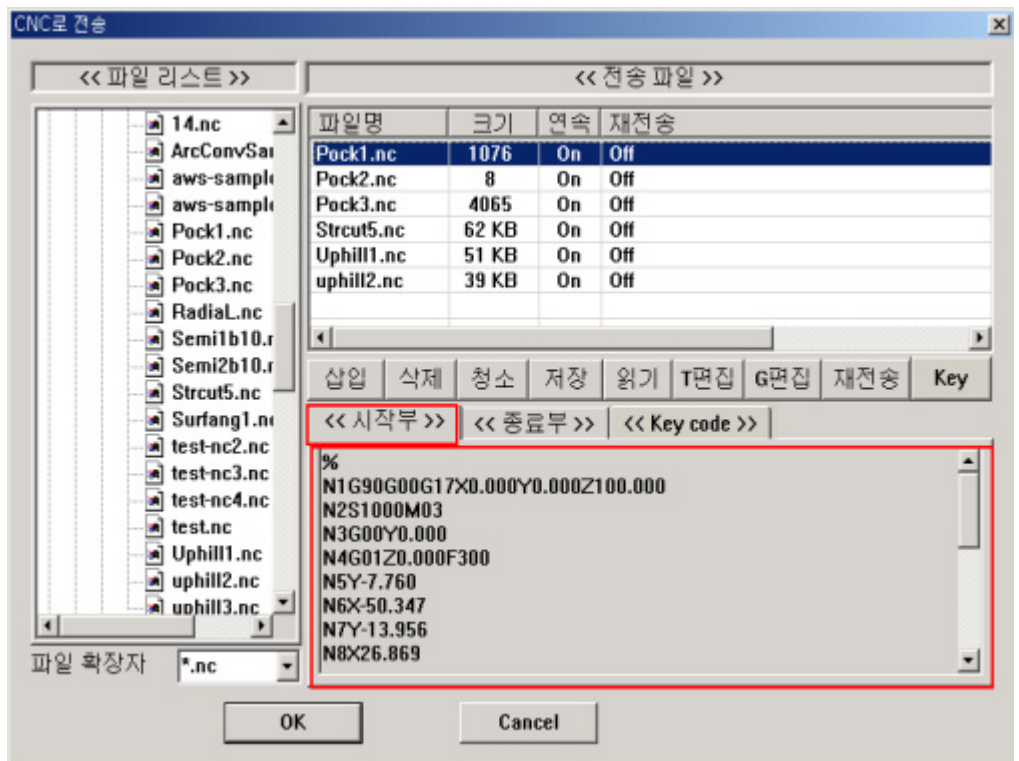 CNC로 전송
<< 파일 리스트 >>
14.nc
ArcConvSa
aws-sample
aws-sample
Pock1.nc
Pock2.nc
Pock3.nc
RadiaL.nc
Semi1b10.r
Semi2b10.r
Strcut5.nc
Surfang1.n
test-nc2.nc
test-nc3.nc
test-nc4.nc
test.nc
Uphill1.nc
uphill2.nc
uphill3.nc
파일 확장자 *.nc
<< 전송 파일 >>
파일명 크기 연속 재전송
Pock1.nc 1076 On Off
Pock2.nc 8 On Off
Pock3.nc 4065 On Off
Strcut5.nc 62 KB On Off
Uphill1.nc 51 KB On Off
uphill2.nc 39 KB On Off
삽입 삭제 청소 저장 읽기 T편집 G편집 재전송 Key
<< 시작부 >> << 종료부 >> << Key code >>
%
N1G90G00G17X0.000Y0.000Z100.000
N2S1000M03
N3G00Y0.000
N4G01Z0.000F300
N5Y-7.760
N6X-50.347
N7Y-13.956
N8X26.869
OK Cancel